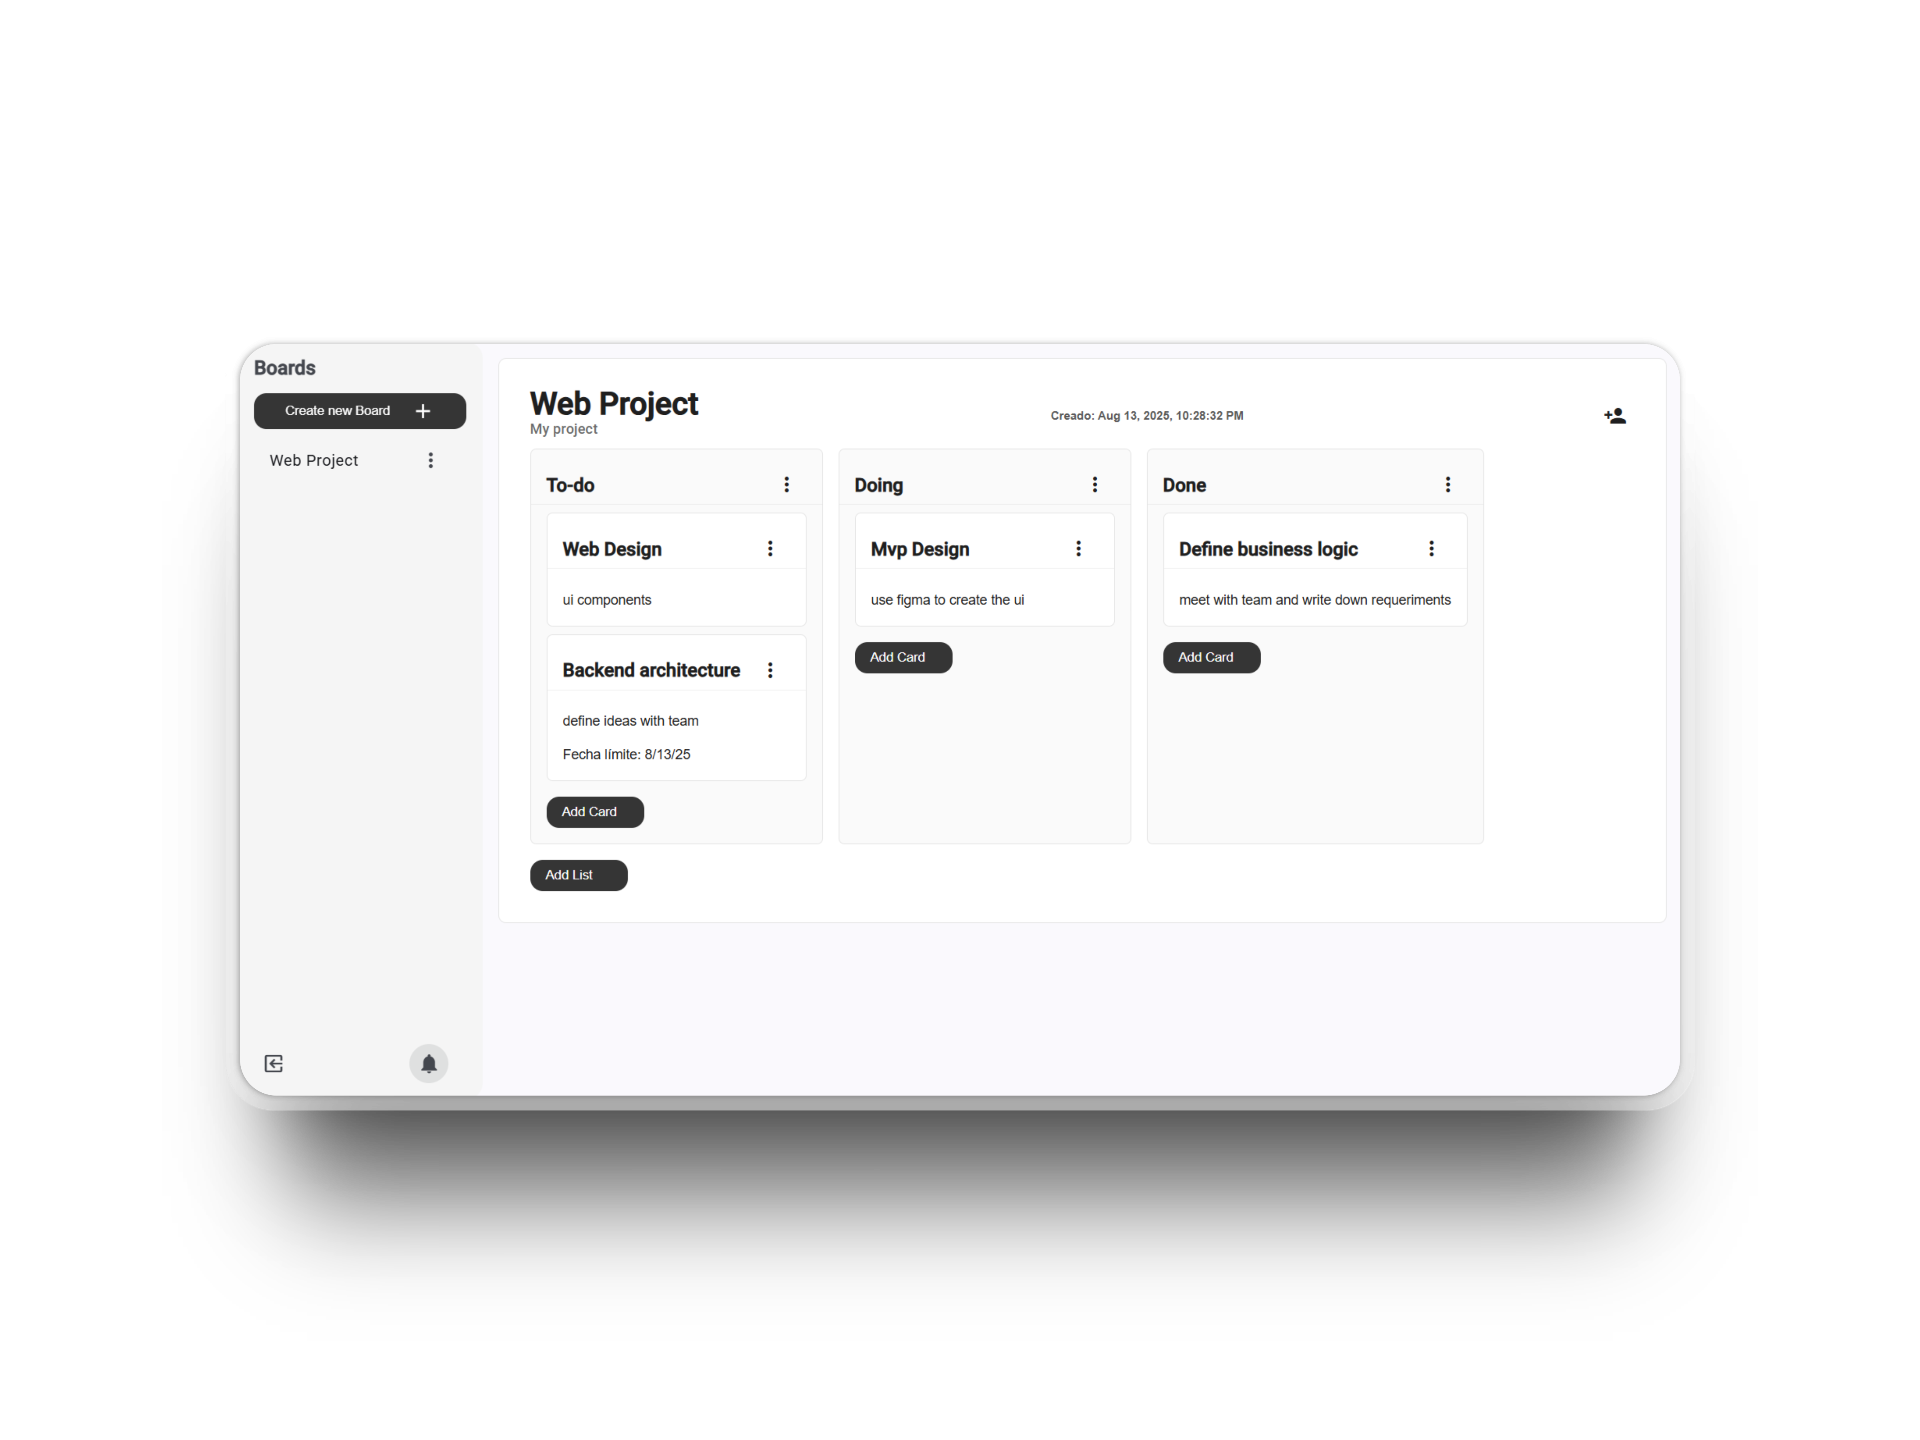 Boards
Create new Board
Web Project
Web Project
My project
Creado: Aug 13, 2025, 10:28:32 PM
To-do
Web Design
ui components
Backend architecture
define ideas with team
Fecha límite: 8/13/25
Add Card
Doing
Mvp Design
use figma to create the ui
Add Card
Done
Define business logic
meet with team and write down requeriments
Add Card
Add List